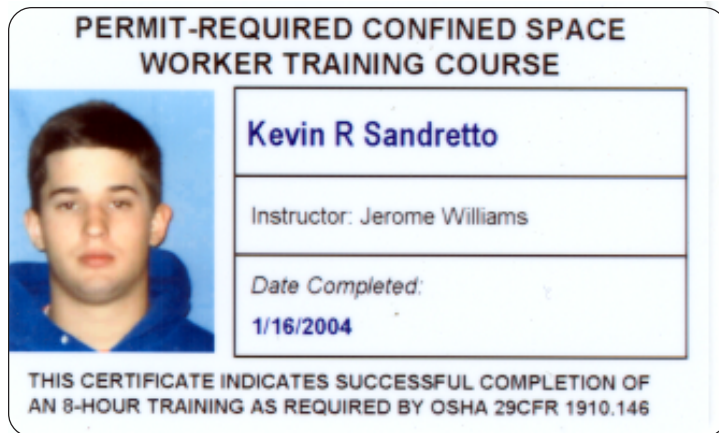 PERMIT-REQUIRED CONFINED SPACE
WORKER TRAINING COURSE
Kevin R Sandretto
Instructor: Jerome Williams
Date Completed:
1/16/2004
THIS CERTIFICATE INDICATES SUCCESSFUL COMPLETION OF
AN 8-HOUR TRAINING AS REQUIRED BY OSHA 29CFR 1910.146